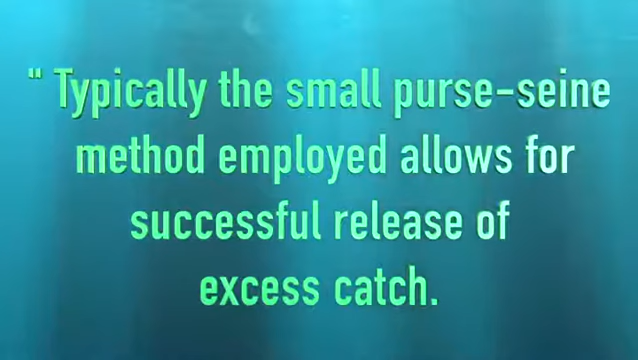 " Typically the small purse-seine
method employed allows for
successful release of
excess catch.